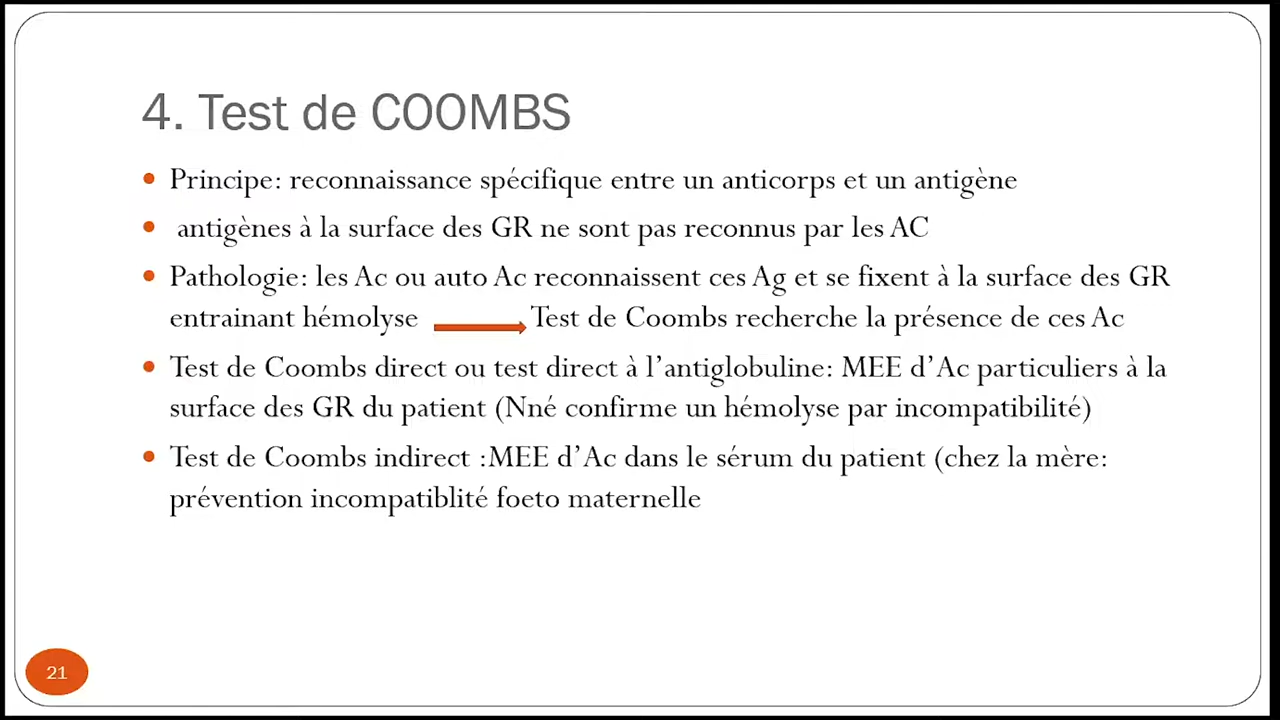 4. Test de COOMBS
• Principe: reconnaissance spécifique entre un anticorps et un antigène
• antigènes à la surface des GR ne sont pas reconnus par les AC
• Pathologie: les Ac ou auto Ac reconnaissent ces Ag et se fixent à la surface des GR
entrainant hémolyse Test de Coombs recherche la présence de ces Ac
• Test de Coombs direct ou test direct à l’antiglobuline: MEE d’Ac particuliers à la
surface des GR du patient (Nné confirme un hémolyse par incompatibilité)
• Test de Coombs indirect :MEE d’Ac dans le sérum du patient (chez la mère:
prévention incompatiblité foeto maternelle
21